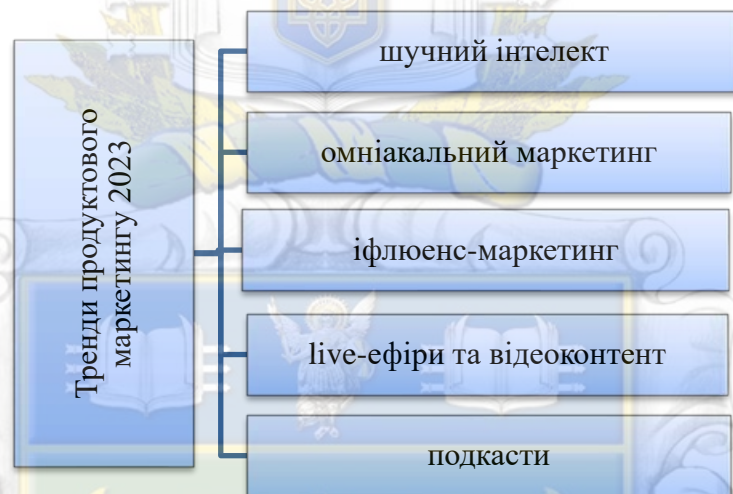 Тренди продуктового
маркетингу 2023
шучний інтелект
омніакальний маркетинг
іфлюенс-маркетинг
live-ефіри та відеоконтент
подкасти